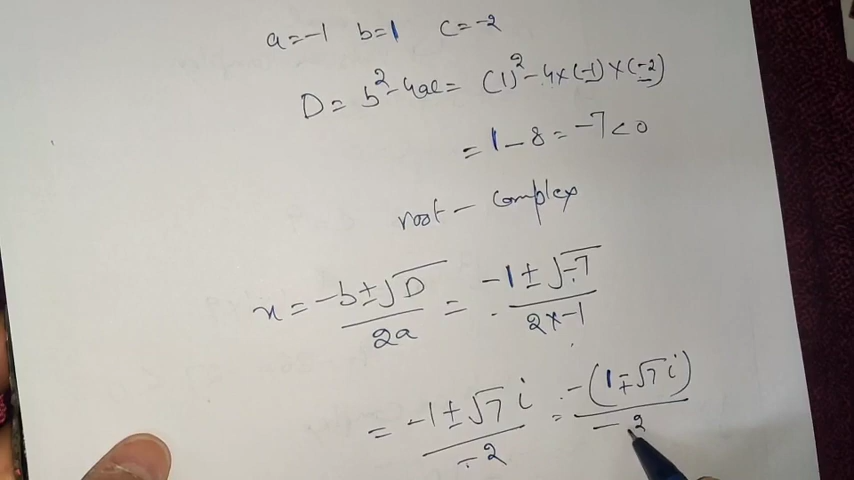 a=-1 b=1 c=-2
D= b²-4ac= (1)²-4×(-1)×(-2)
= 1-8=-7<0
root - complex
x= -b±√D / 2a = -1±√-7 / 2×-1
= -1±√7 i / -2 = -(1∓√7 i) / -2